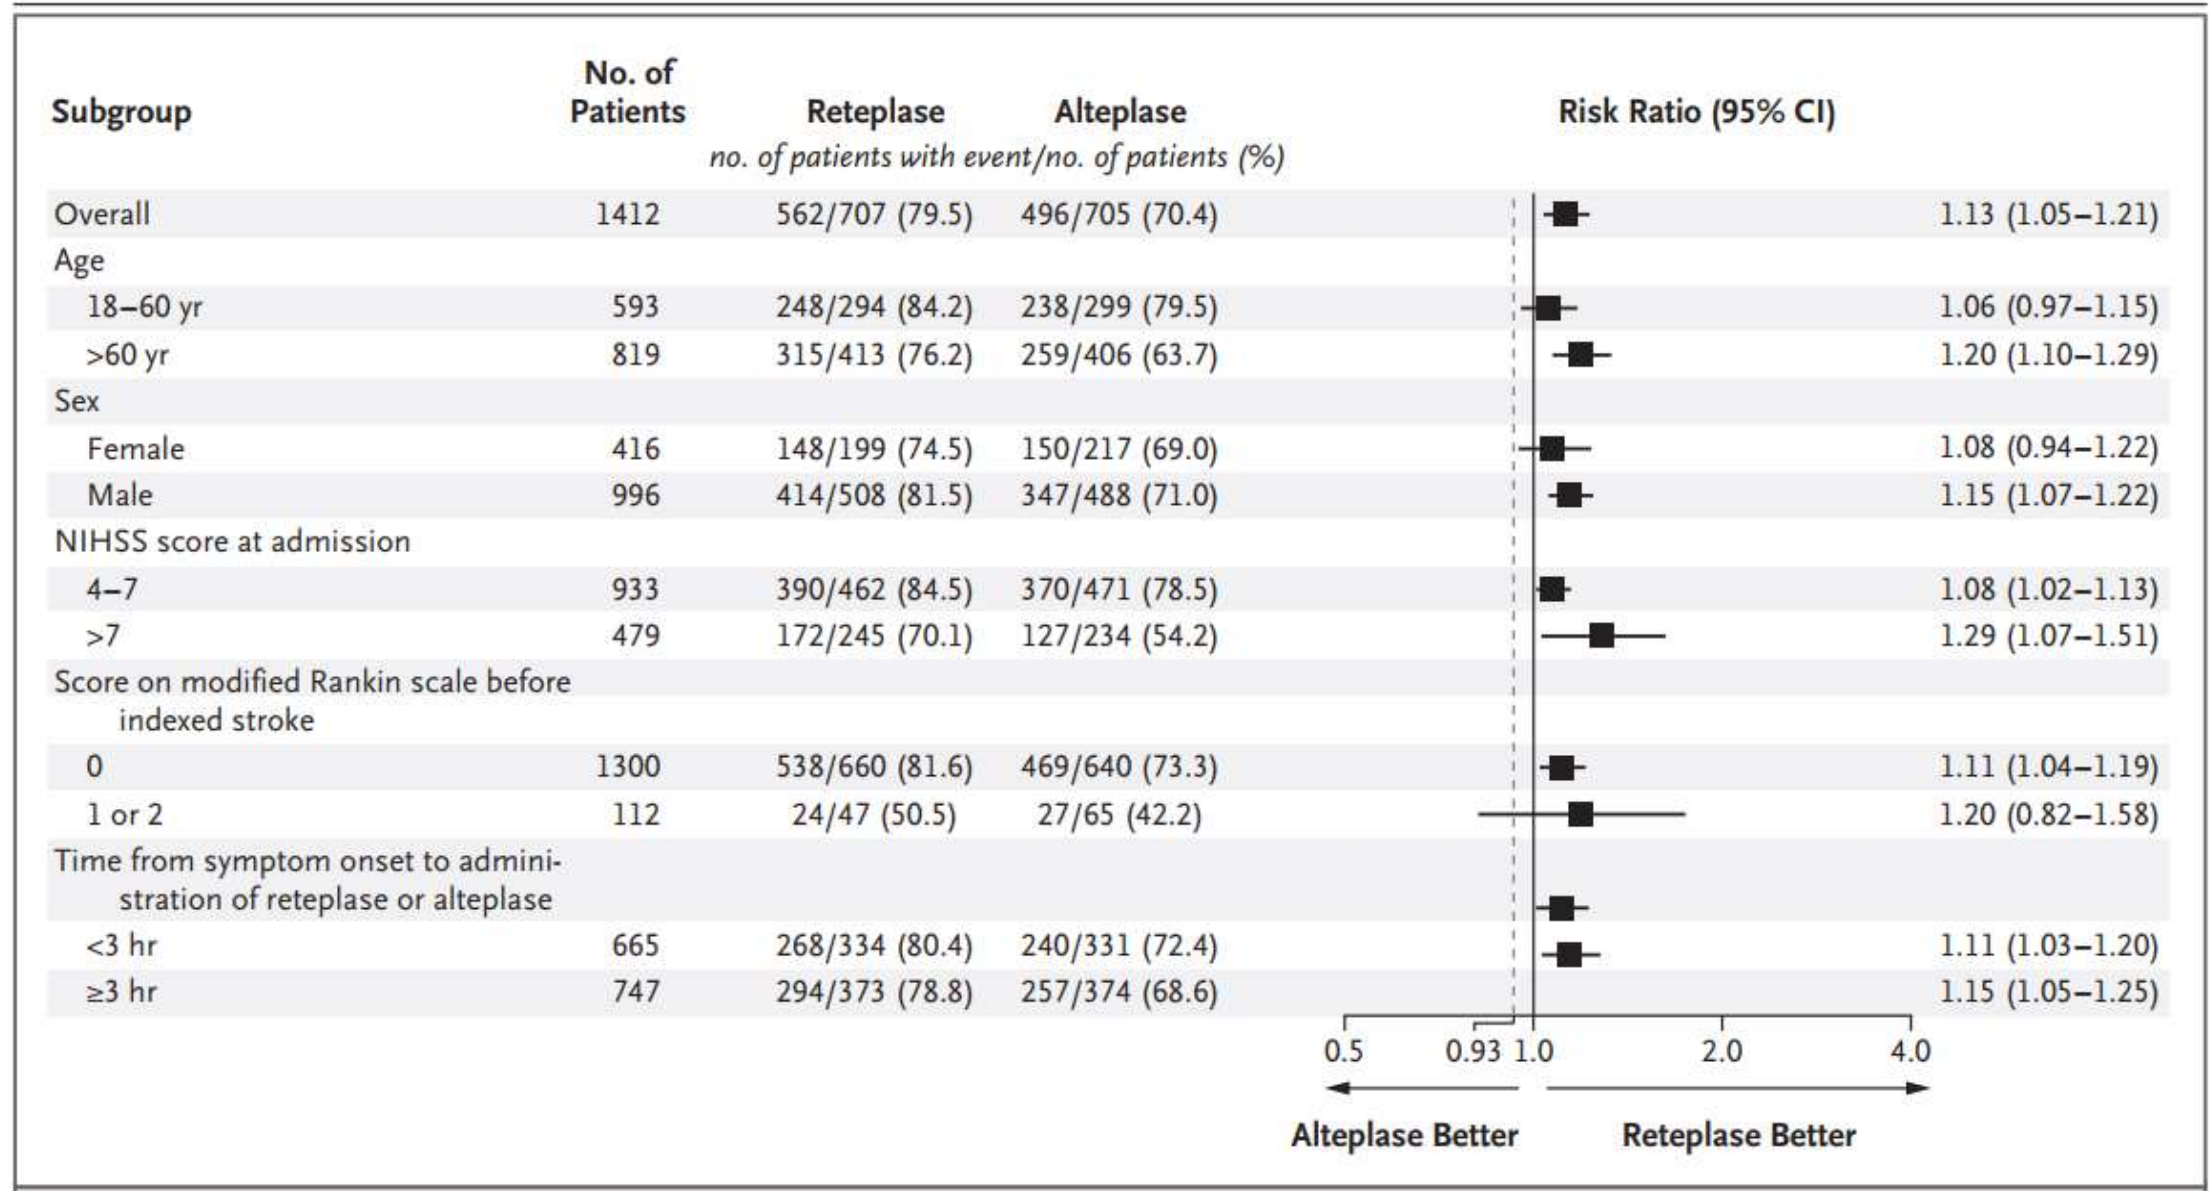 No. of
Subgroup Patients Reteplase Alteplase Risk Ratio (95% CI)
no. of patients with event/no. of patients (%)
Overall 1412 562/707 (79.5) 496/705 (70.4) 1.13 (1.05–1.21)
Age
18–60 yr 593 248/294 (84.2) 238/299 (79.5) 1.06 (0.97–1.15)
>60 yr 819 315/413 (76.2) 259/406 (63.7) 1.20 (1.10–1.29)
Sex
Female 416 148/199 (74.5) 150/217 (69.0) 1.08 (0.94–1.22)
Male 996 414/508 (81.5) 347/488 (71.0) 1.15 (1.07–1.22)
NIHSS score at admission
4–7 933 390/462 (84.5) 370/471 (78.5) 1.08 (1.02–1.13)
>7 479 172/245 (70.1) 127/234 (54.2) 1.29 (1.07–1.51)
Score on modified Rankin scale before
indexed stroke
0 1300 538/660 (81.6) 469/640 (73.3) 1.11 (1.04–1.19)
1 or 2 112 24/47 (50.5) 27/65 (42.2) 1.20 (0.82–1.58)
Time from symptom onset to admini-
stration of reteplase or alteplase
<3 hr 665 268/334 (80.4) 240/331 (72.4) 1.11 (1.03–1.20)
≥3 hr 747 294/373 (78.8) 257/374 (68.6) 1.15 (1.05–1.25)
0.5 0.93 1.0 2.0 4.0
Alteplase Better Reteplase Better